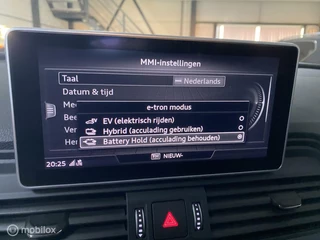 MMI-instellingen
Taal
Nederlands
Datum & tijd
e-tron modus
EV (elektrisch rijden)
Hybrid (acculading gebruiken)
Battery Hold (acculading behouden)
20:25
NIEUW-
© Marktplaats